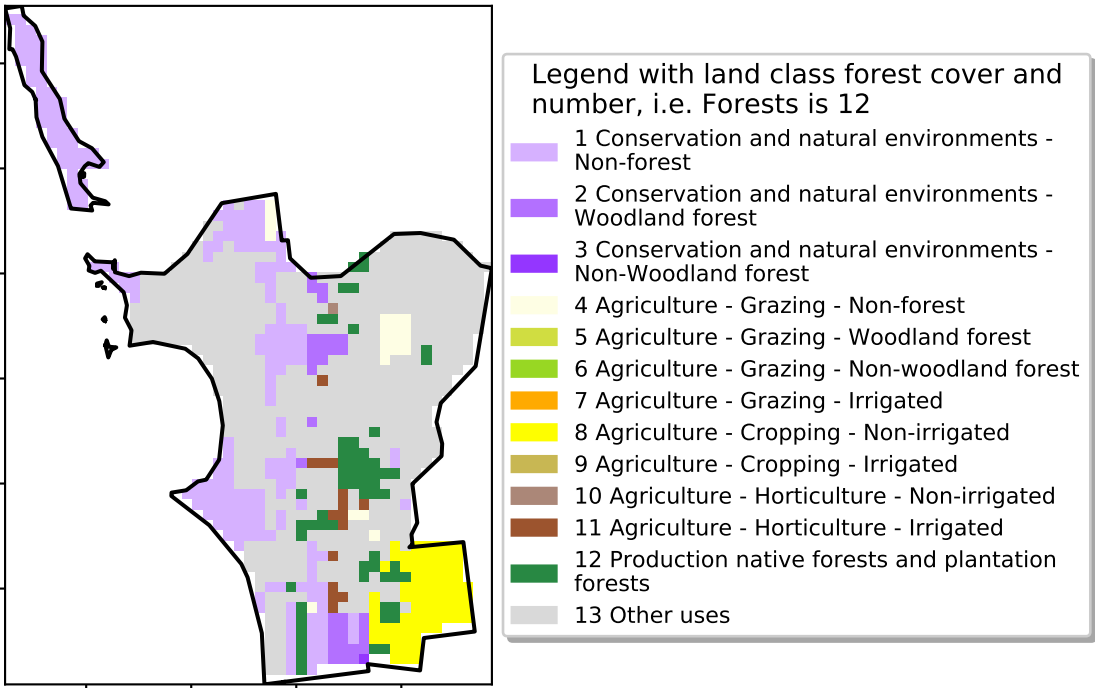 Legend with land class forest cover and
number, i.e. Forests is 12
1 Conservation and natural environments -
Non-forest
2 Conservation and natural environments -
Woodland forest
3 Conservation and natural environments -
Non-Woodland forest
4 Agriculture - Grazing - Non-forest
5 Agriculture - Grazing - Woodland forest
6 Agriculture - Grazing - Non-woodland forest
7 Agriculture - Grazing - Irrigated
8 Agriculture - Cropping - Non-irrigated
9 Agriculture - Cropping - Irrigated
10 Agriculture - Horticulture - Non-irrigated
11 Agriculture - Horticulture - Irrigated
12 Production native forests and plantation
forests
13 Other uses